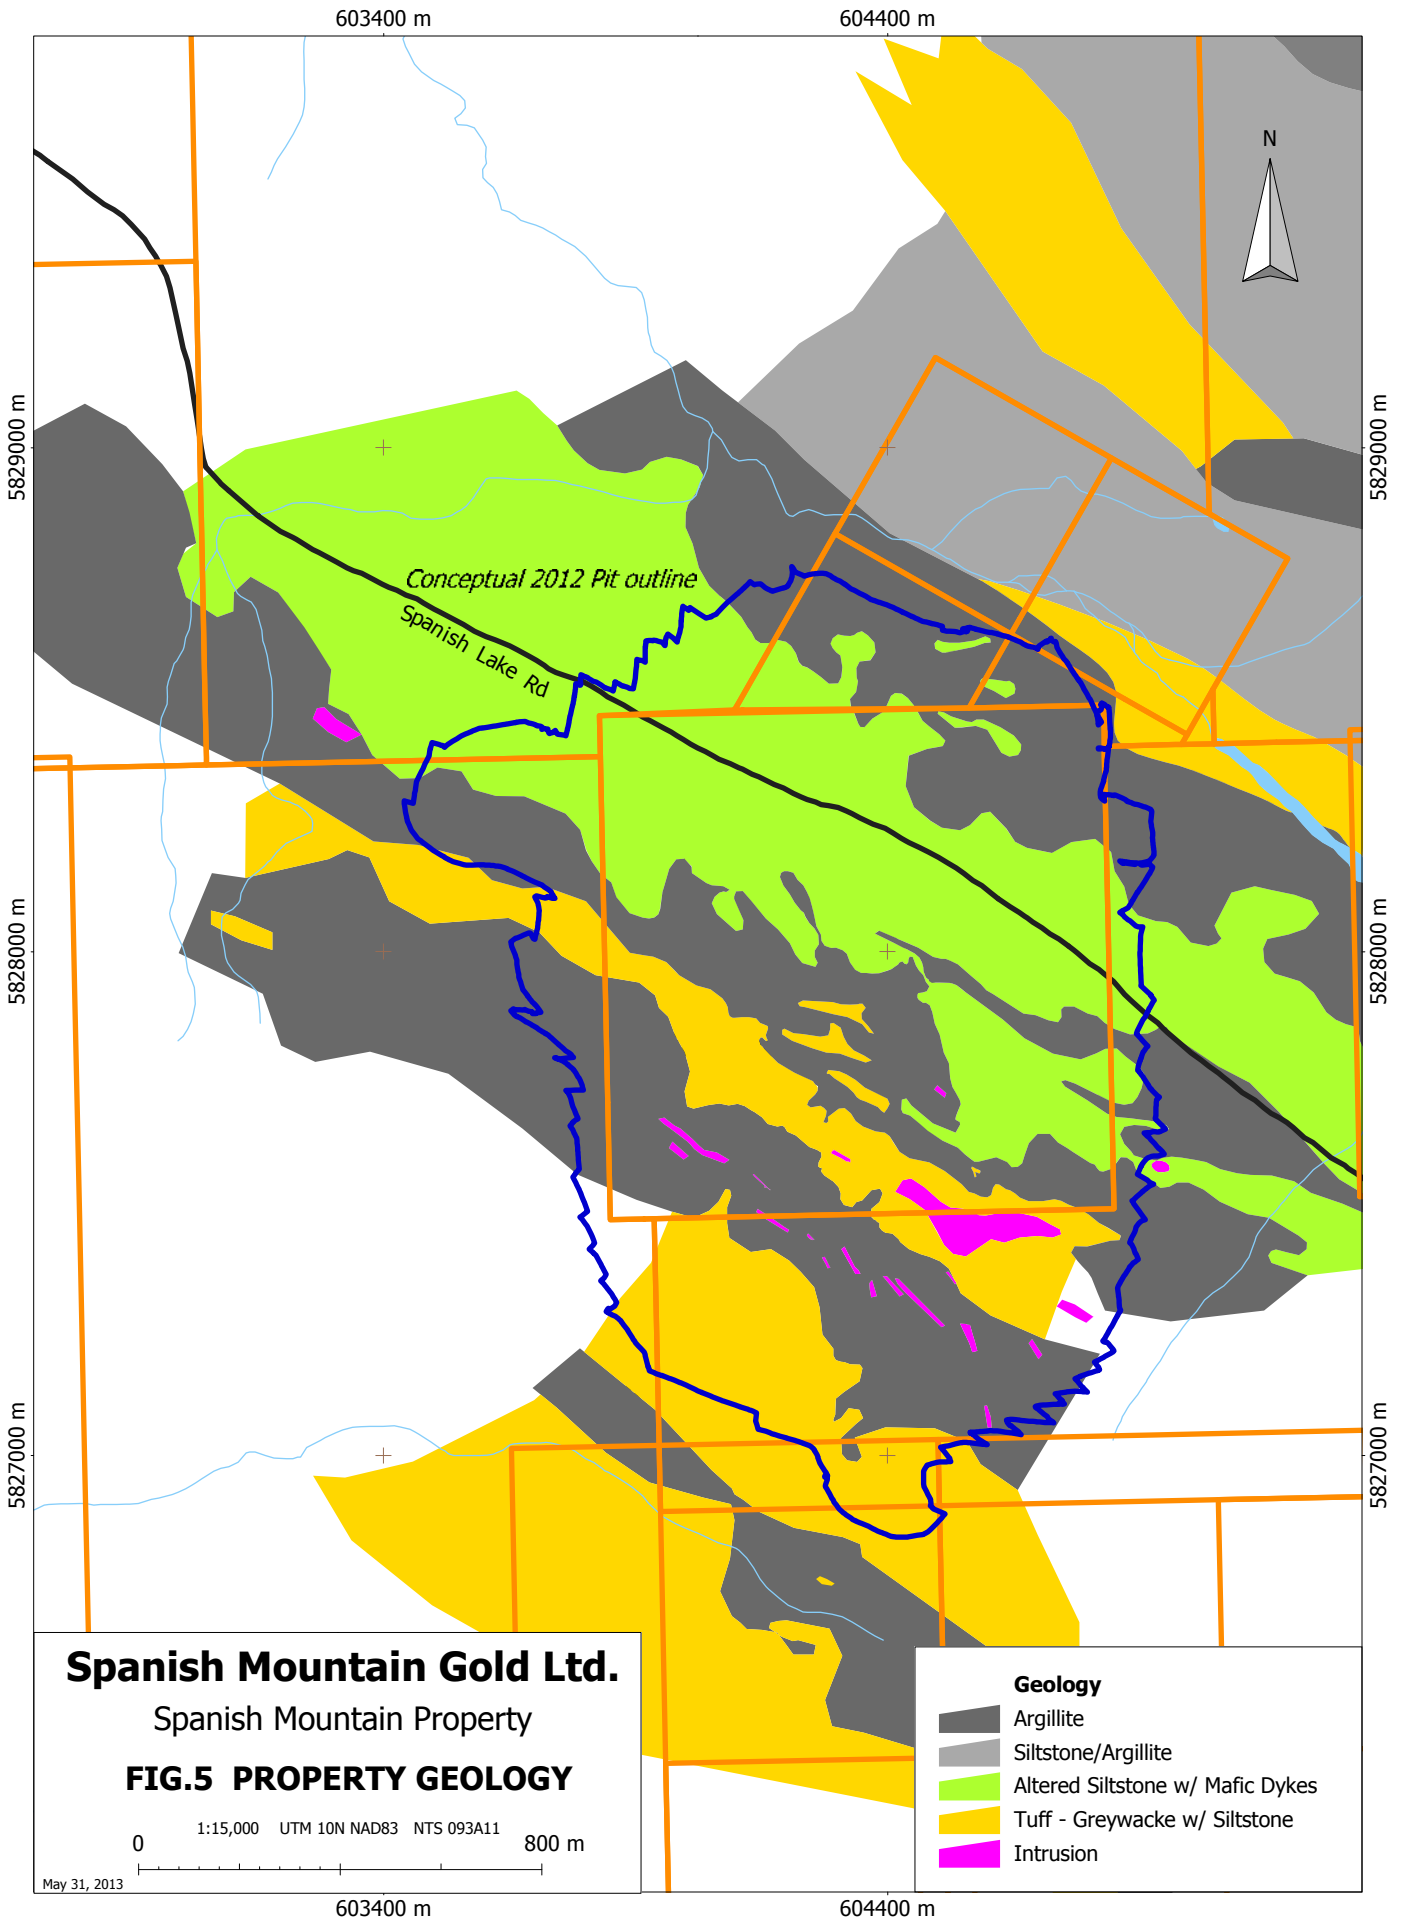 603400 m
604400 m
N
5829000 m
5829000 m
Conceptual 2012 Pit outline
Spanish Lake Rd
5828000 m
5828000 m
5827000 m
5827000 m
Spanish Mountain Gold Ltd.
Spanish Mountain Property
FIG.5 PROPERTY GEOLOGY
1:15,000 UTM 10N NAD83 NTS 093A11
0 800 m
May 31, 2013
Geology
Argillite
Siltstone/Argillite
Altered Siltstone w/ Mafic Dykes
Tuff - Greywacke w/ Siltstone
Intrusion
603400 m
604400 m